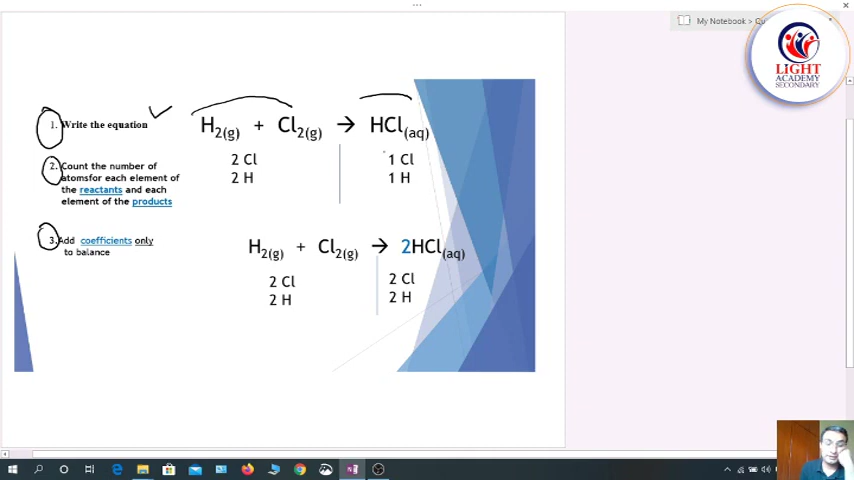 My Notebook > Qu
LiGHT
ACADEMY
SECONDARY
1. Write the equation
H2(g) + Cl2(g) → HCl(aq)
2 Cl 1 Cl
2 H 1 H
2. Count the number of
atomsfor each element of
the reactants and each
element of the products
3. Add coefficients only
to balance
H2(g) + Cl2(g) → 2HCl(aq)
2 Cl 2 Cl
2 H 2 H